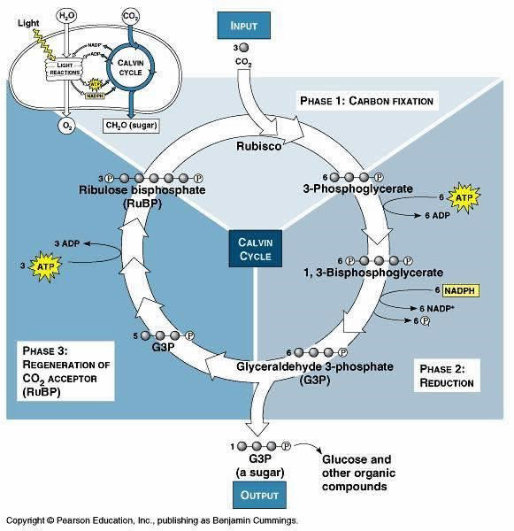 Light
H₂O
CO₂
NADP⁺
ADP
LIGHT
REACTIONS
CALVIN
CYCLE
ATP
NADPH
O₂
CH₂O (sugar)
INPUT
3
CO₂
PHASE 1: CARBON FIXATION
Rubisco
3 P P
Ribulose bisphosphate
(RuBP)
6 P
3-Phosphoglycerate
6 ATP
6 ADP
CALVIN
CYCLE
6 P P
1, 3-Bisphosphoglycerate
6 NADPH
6 NADP⁺
6 P
3 ADP
3 ATP
5 P
G3P
6 P
Glyceraldehyde 3-phosphate
(G3P)
PHASE 3:
REGENERATION OF
CO₂ ACCEPTOR
(RuBP)
PHASE 2:
REDUCTION
1 P
G3P
(a sugar)
Glucose and
other organic
compounds
OUTPUT
Copyright © Pearson Education, Inc., publishing as Benjamin Cummings.